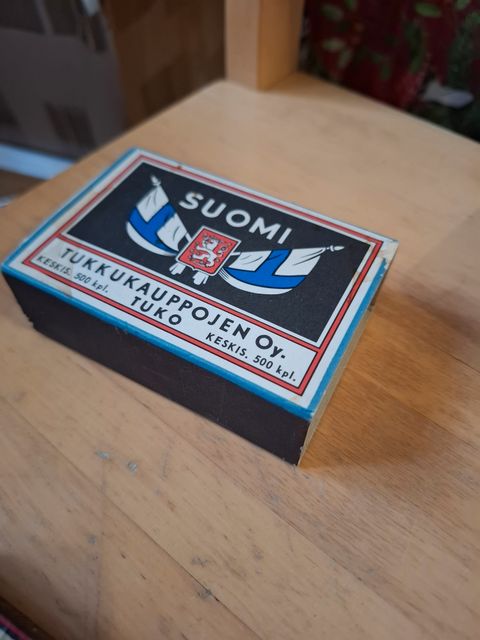 SUOMI
TUKKUKAUPPOJEN Oy.
TUKO
KESKIS. 500 kpl.
KESKIS. 500 kpl.